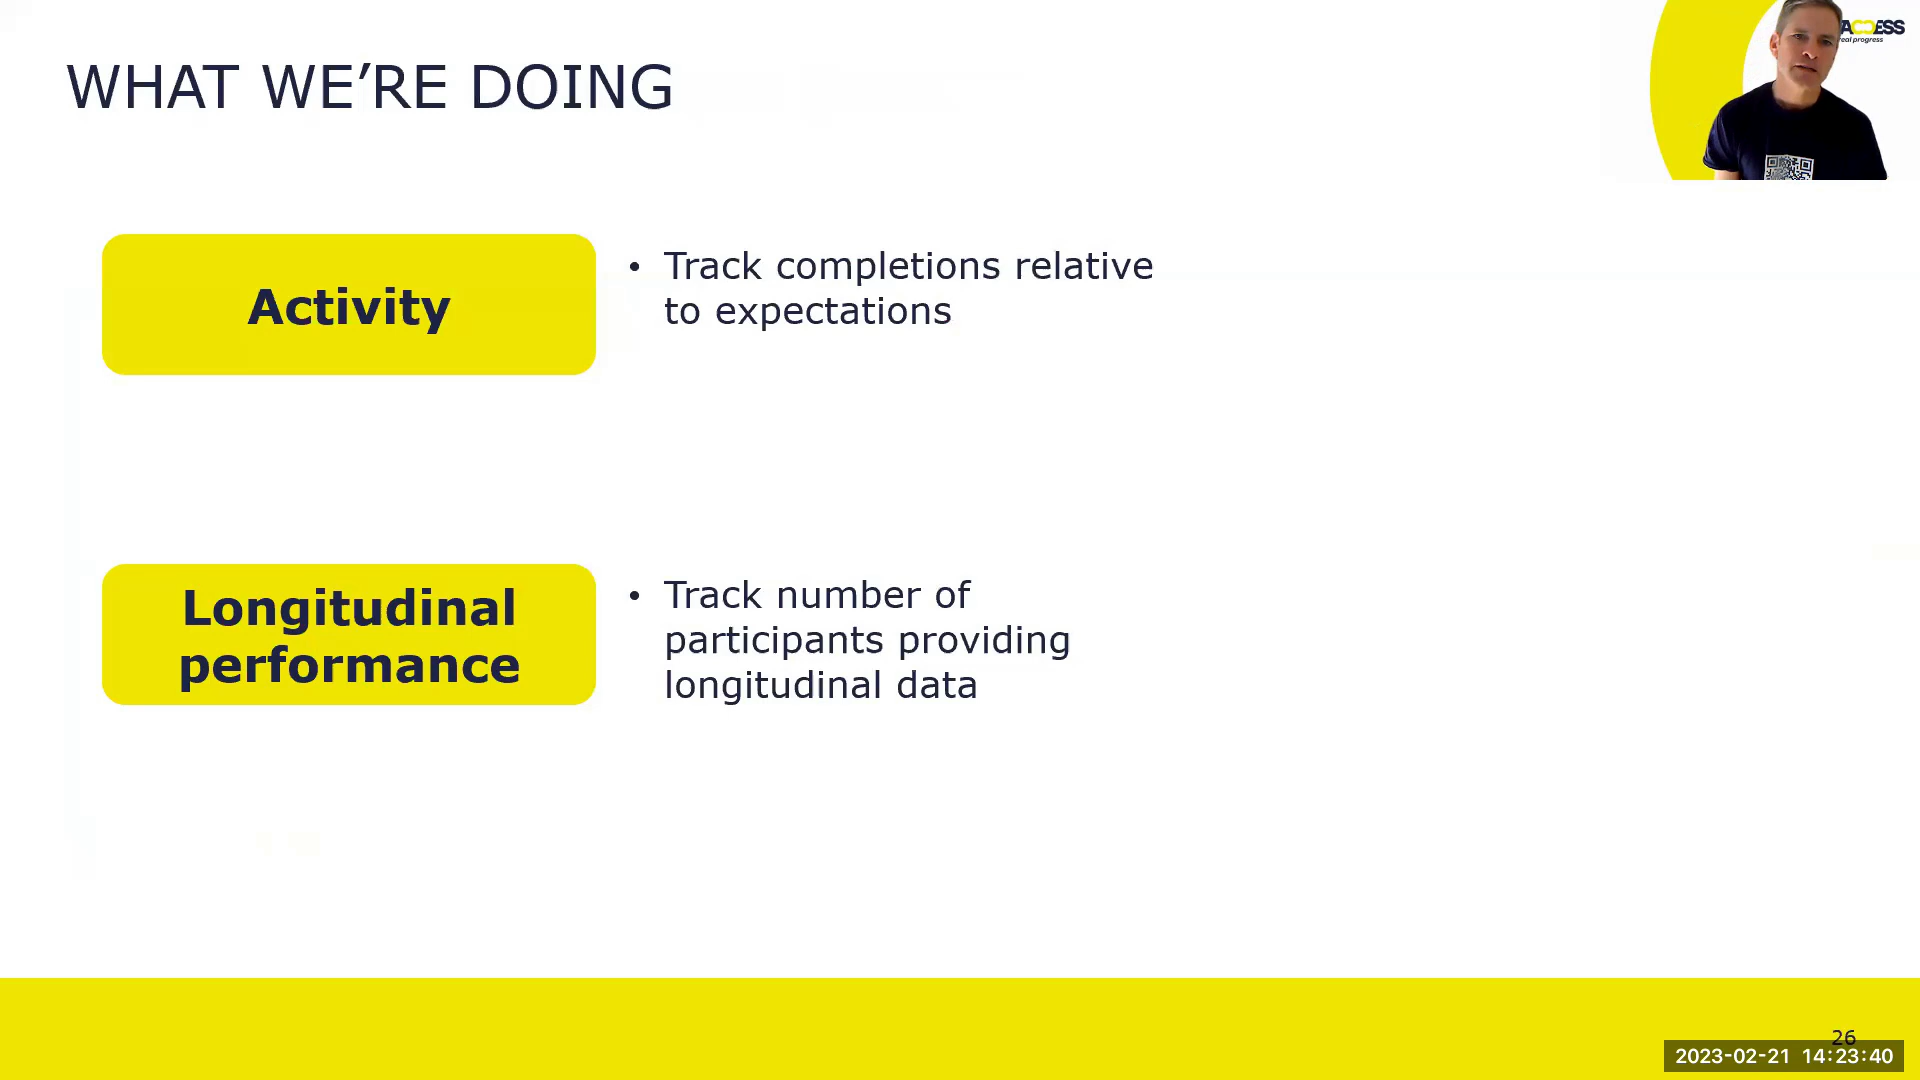 WHAT WE’RE DOING
ACCESS
real progress
Activity
• Track completions relative
to expectations
Longitudinal
performance
• Track number of
participants providing
longitudinal data
26
2023-02-21 14:23:40